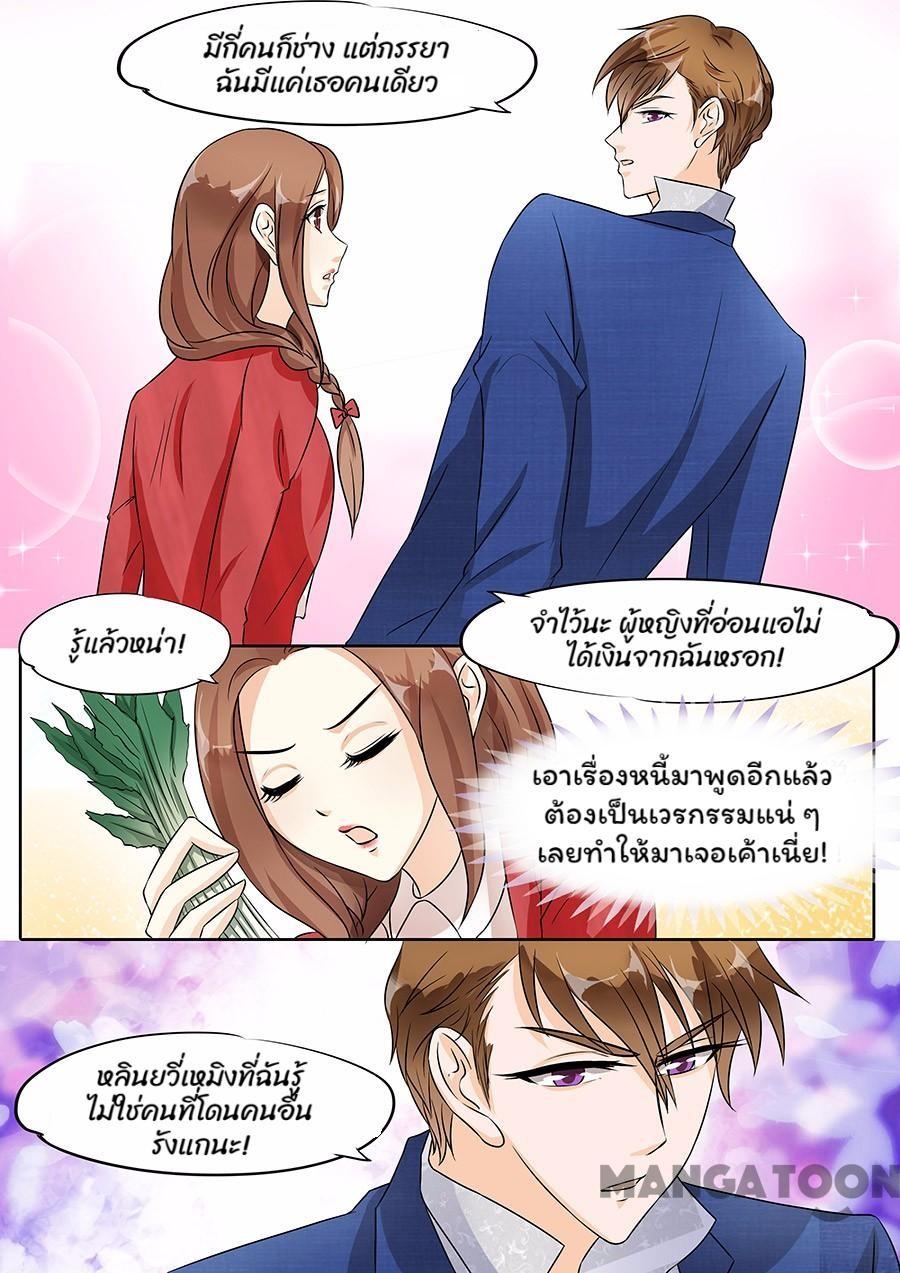 มีกี่คนก็ช่าง แต่ภรรยา
ฉันมีแค่เธอคนเดียว
รู้แล้วหน่า!
จำไว้นะ ผู้หญิงที่อ่อนแอไม่
ได้เงินจากฉันหรอก!
เอาเรื่องหนี้มาพูดอีกแล้ว
ต้องเป็นเวรกรรมแน่ ๆ
เลยทำให้มาเจอเค้าเนี่ย!
หลินยวี่เหมิงที่ฉันรู้
ไม่ใช่คนที่โดนคนอื่น
รังแกนะ!
MANGATOON